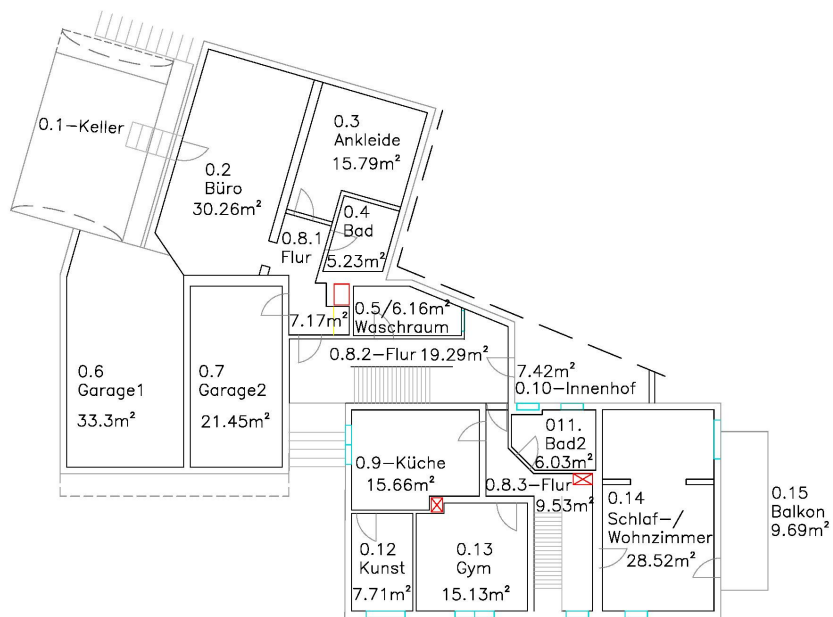 0.1-Keller
0.2
Büro
30.26m²
0.3
Ankleide
15.79m²
0.4
Bad
5.23m²
0.8.1
Flur
7.17m²
0.5/6.16m²
Waschraum
0.8.2-Flur 19.29m²
7.42m²
0.10-Innenhof
0.6
Garage1
33.3m²
0.7
Garage2
21.45m²
0.9-Küche
15.66m²
011.
Bad2
6.03m²
0.8.3-Flur
9.53m²
0.14
Schlaf-/
Wohnzimmer
28.52m²
0.15
Balkon
9.69m²
0.12
Kunst
7.71m²
0.13
Gym
15.13m²